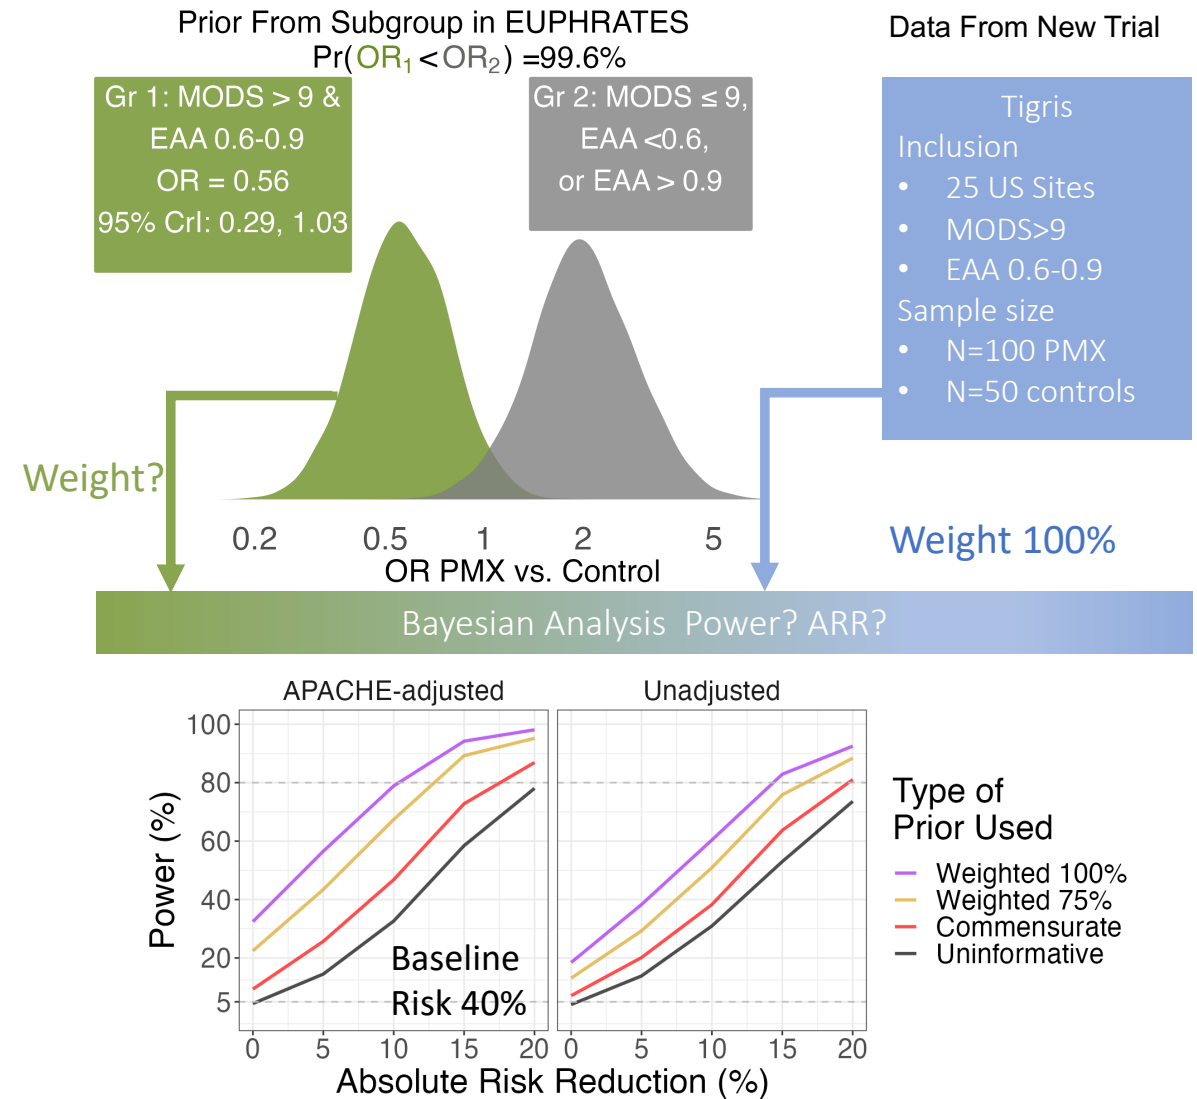 Prior From Subgroup in EUPHRATES
Pr(OR1<OR2) =99.6%
Data From New Trial
Gr 1: MODS > 9 &
EAA 0.6-0.9
OR = 0.56
95% CrI: 0.29, 1.03
Gr 2: MODS ≤ 9,
EAA <0.6,
or EAA > 0.9
Tigris
Inclusion
• 25 US Sites
• MODS>9
• EAA 0.6-0.9
Sample size
• N=100 PMX
• N=50 controls
Weight?
0.2 0.5 1 2 5
OR PMX vs. Control
Weight 100%
Bayesian Analysis Power? ARR?
APACHE-adjusted
Unadjusted
100
80
60
40
20
5
Power (%)
Baseline
Risk 40%
0 5 10 15 20
0 5 10 15 20
Absolute Risk Reduction (%)
Type of
Prior Used
Weighted 100%
Weighted 75%
Commensurate
Uninformative